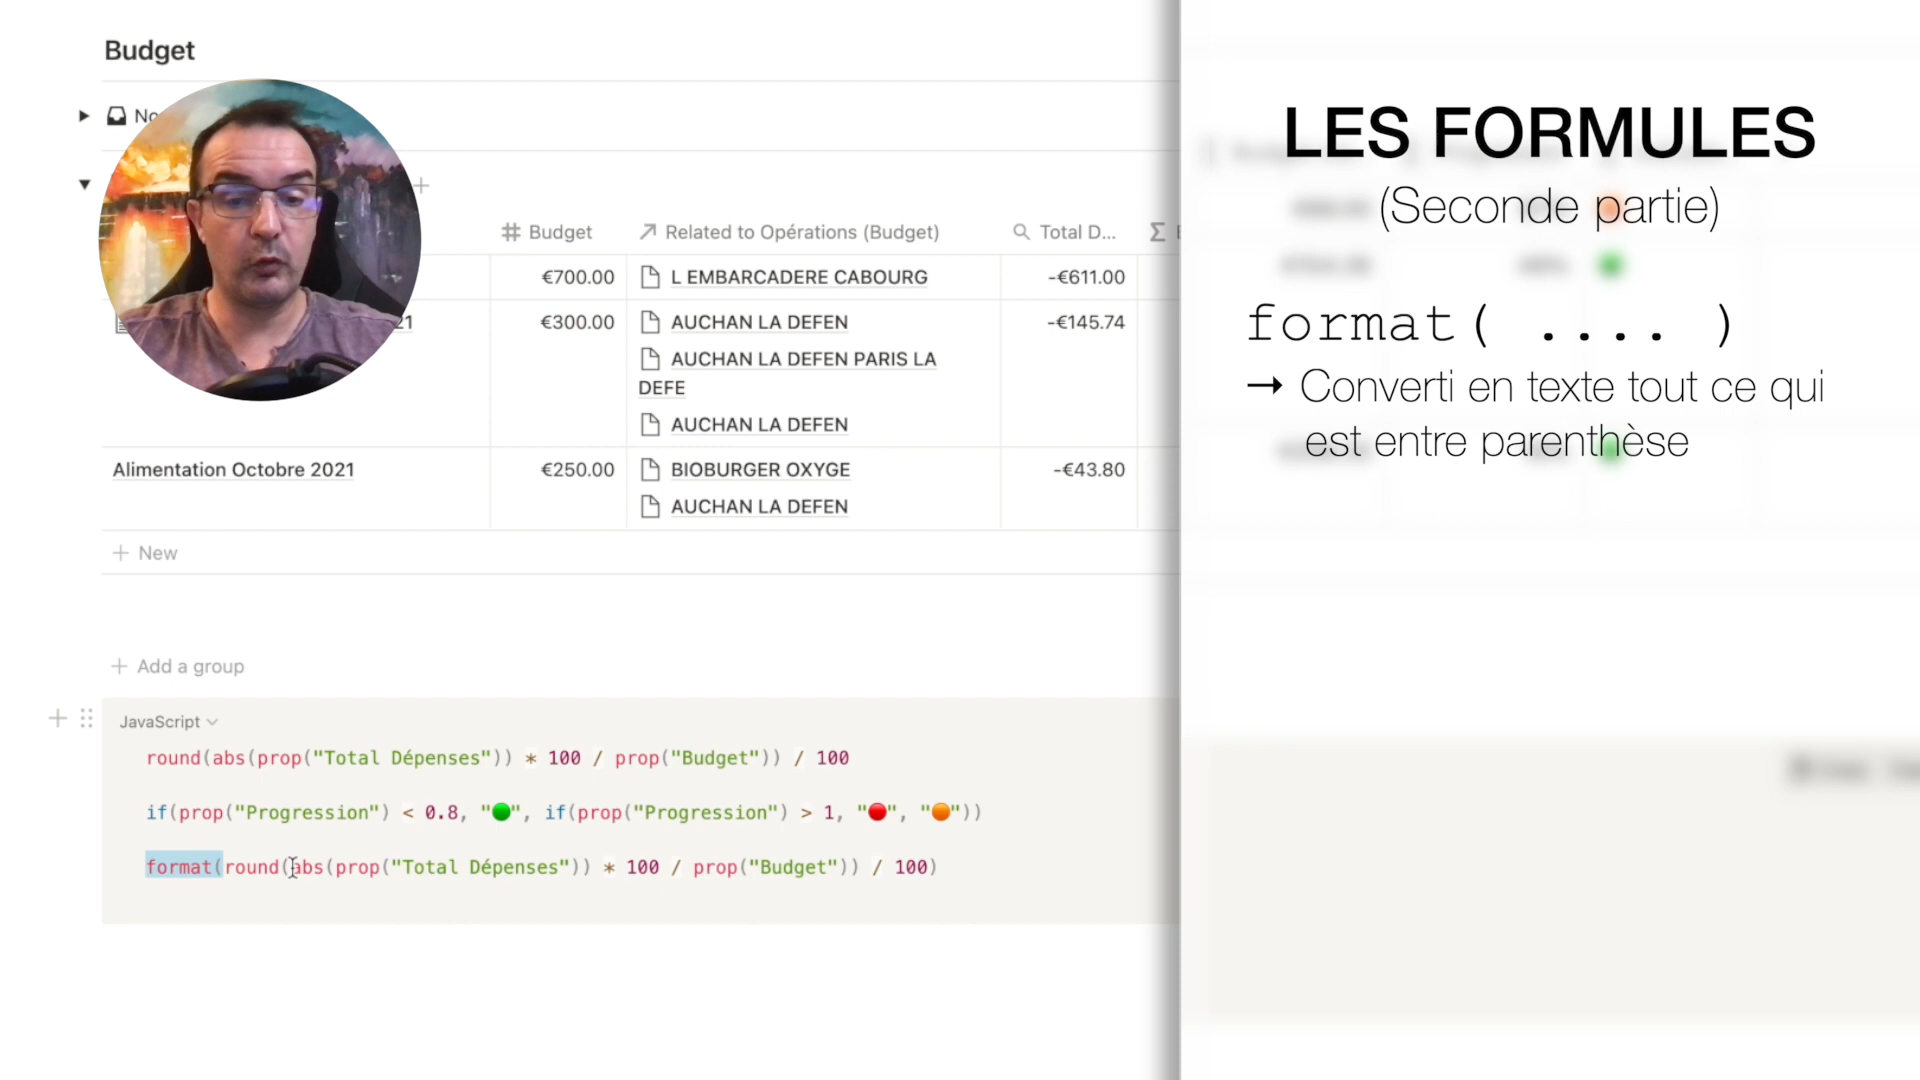 Budget
No
# Budget
Related to Opérations (Budget)
Total D...
€700.00
L EMBARCADERE CABOURG
-€611.00
21
€300.00
AUCHAN LA DEFEN
-€145.74
AUCHAN LA DEFEN PARIS LA
DEFE
AUCHAN LA DEFEN
Alimentation Octobre 2021
€250.00
BIOBURGER OXYGE
-€43.80
AUCHAN LA DEFEN
+ New
+ Add a group
JavaScript
round(abs(prop("Total Dépenses")) * 100 / prop("Budget")) / 100
if(prop("Progression") < 0.8, "🟢", if(prop("Progression") > 1, "🔴", "🟠"))
format(round(abs(prop("Total Dépenses")) * 100 / prop("Budget")) / 100)
LES FORMULES
(Seconde partie)
format( .... )
→ Converti en texte tout ce qui
est entre parenthèse